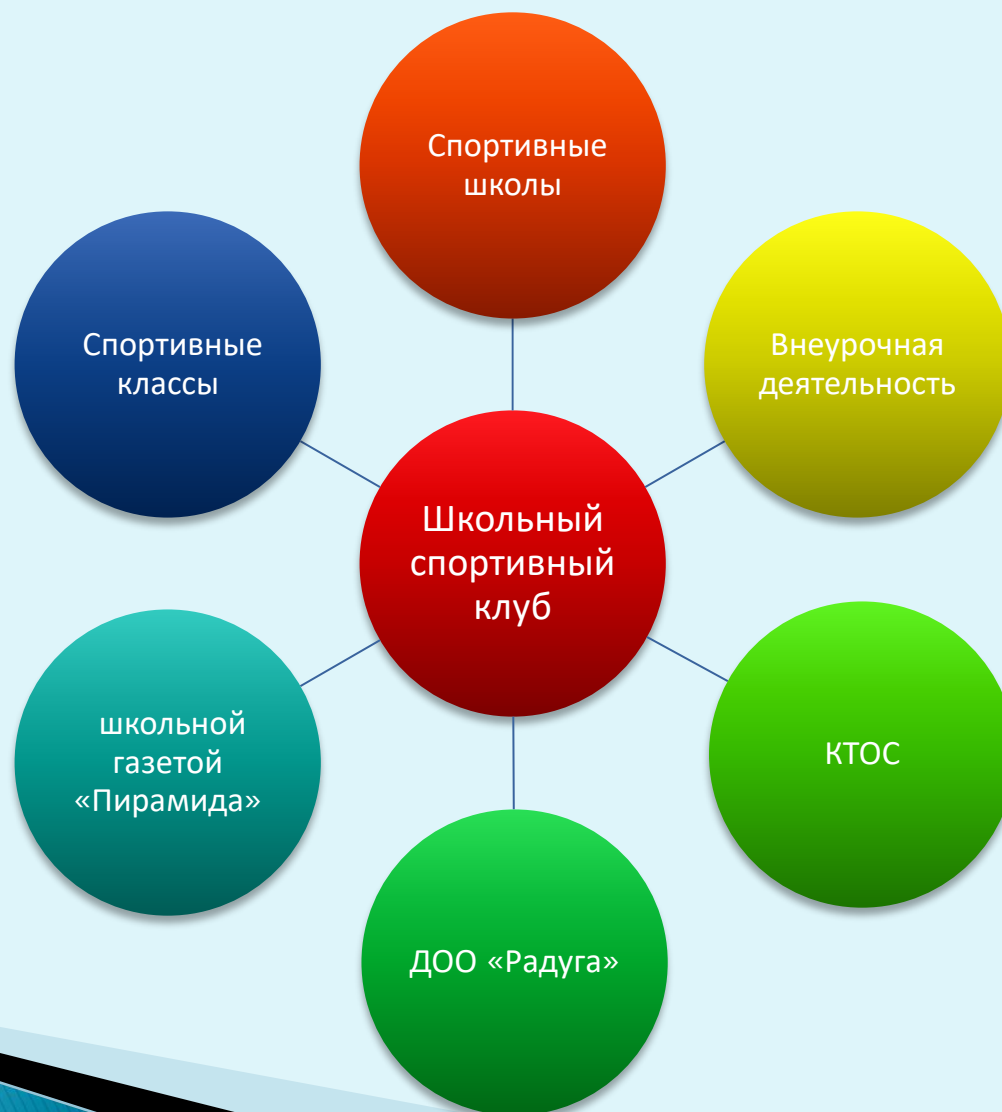 Спортивные
школы
Спортивные
классы
Внеурочная
деятельность
Школьный
спортивный
клуб
школьной
газетой
«Пирамида»
КТОС
ДОО «Радуга»